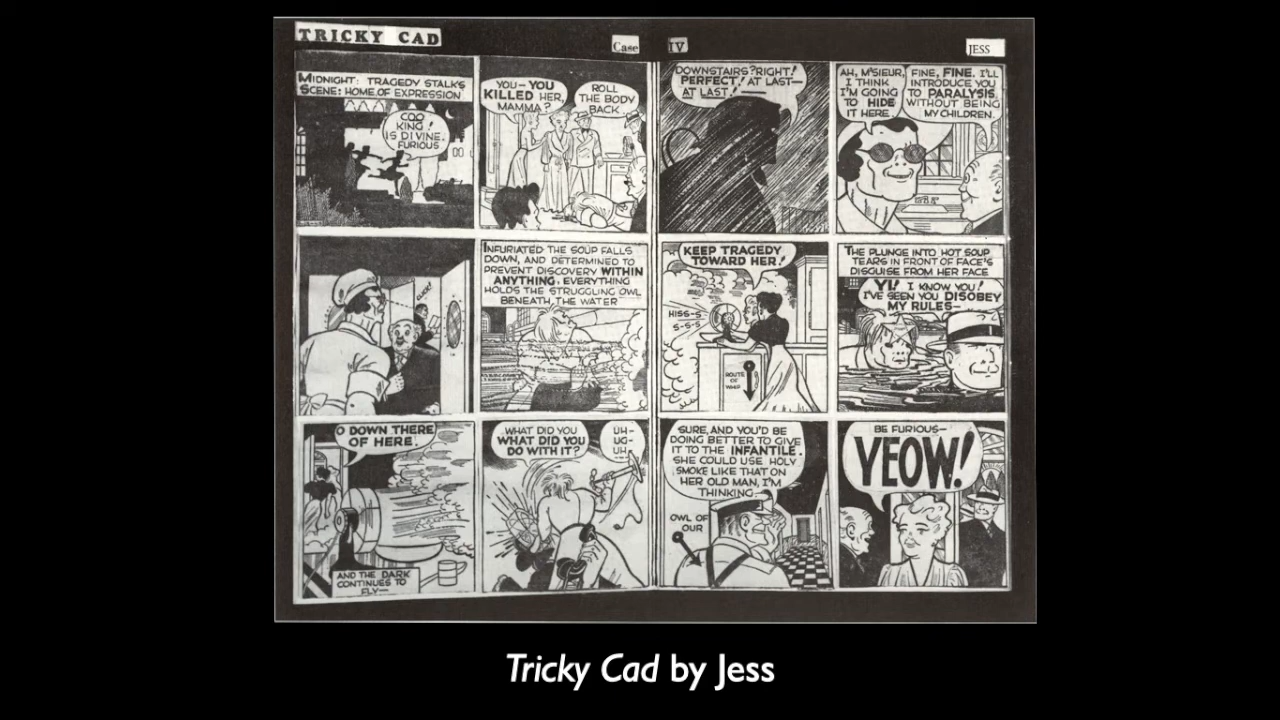 TRICKY CAD
Case
IV
JESS
MIDNIGHT: TRAGEDY STALKS
SCENE: HOME OF EXPRESSION
COO
KING!
IS DIVINE.
FURIOUS
YOU—YOU
KILLED HER,
MAMMA?
ROLL
THE BODY
BACK
DOWNSTAIRS? RIGHT!
PERFECT! AT LAST—
AT LAST!
AH, M'SIEUR,
I THINK
I'M GOING
TO HIDE
IT HERE.
FINE, FINE. I'LL
INTRODUCE YOU
TO PARALYSIS
WITHOUT BEING
MY CHILDREN.
CLICK!
INFURIATED THE SOUP FALLS
DOWN, AND DETERMINED TO
PREVENT DISCOVERY WITHIN
ANYTHING, EVERYTHING
HOLDS THE STRUGGLING OWL
BENEATH THE WATER
KEEP TRAGEDY
TOWARD HER!
HISS-S
S-S-S
ROUTE
OF
WHIP
THE PLUNGE INTO HOT SOUP
TEARS IN FRONT OF FACE'S
DISGUISE FROM HER FACE
YI! I KNOW YOU!
I'VE SEEN YOU DISOBEY
MY RULES—
O DOWN THERE
OF HERE.
AND THE DARK
CONTINUES TO
FLY—
WHAT DID YOU
WHAT DID YOU
DO WITH IT?
UH-
UG-
UH
SURE, AND YOU'D BE
DOING BETTER TO GIVE
IT TO THE INFANTILE.
SHE COULD USE HOLY
SMOKE LIKE THAT ON
HER OLD MAN, I'M
THINKING.
OWL OF
OUR
BE FURIOUS—
YEOW!
Tricky Cad by Jess